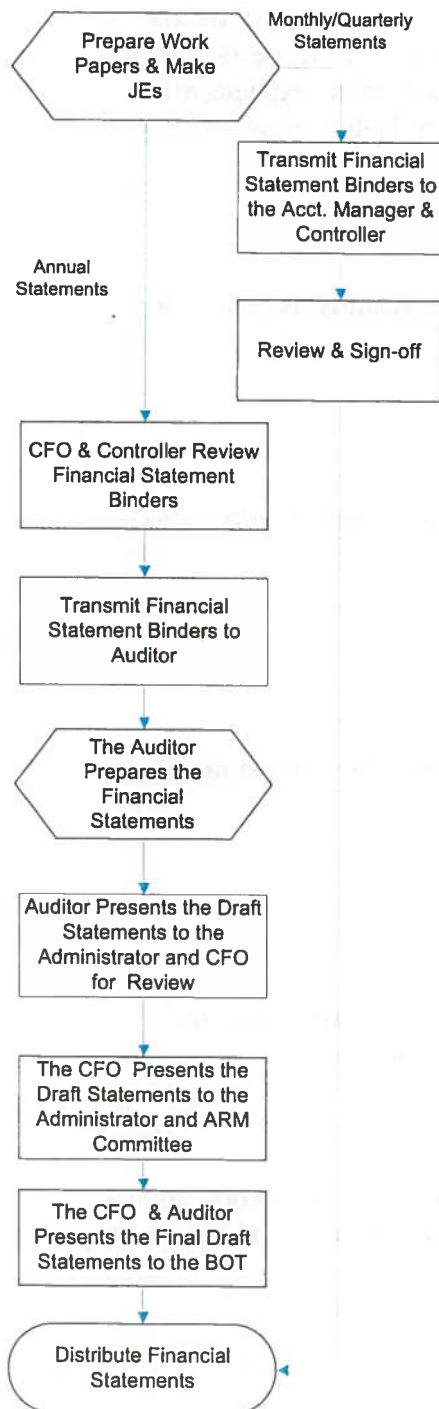 Monthly/Quarterly
Statements
Prepare Work
Papers & Make
JEs
Transmit Financial
Statement Binders to
the Acct. Manager &
Controller
Annual
Statements
Review & Sign-off
CFO & Controller Review
Financial Statement
Binders
Transmit Financial
Statement Binders to
Auditor
The Auditor
Prepares the
Financial
Statements
Auditor Presents the Draft
Statements to the
Administrator and CFO
for Review
The CFO Presents the
Draft Statements to the
Administrator and ARM
Committee
The CFO & Auditor
Presents the Final Draft
Statements to the BOT
Distribute Financial
Statements